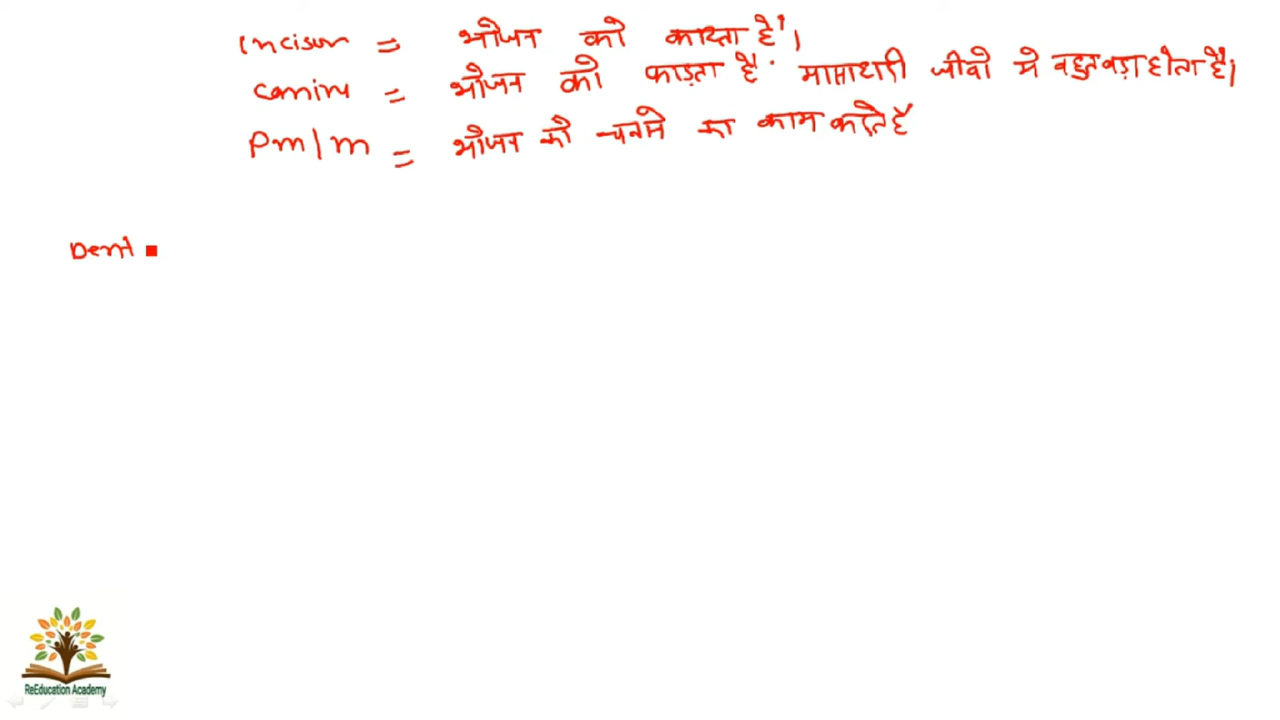 Incisor = भोजन को काटता है।
canine = भोजन को फाड़ता है. मासाहारी जीवो मे बहुत बड़ा होता है।
Pm/m = भोजन को चबाने का काम करते है
Dent
ReEducation Academy